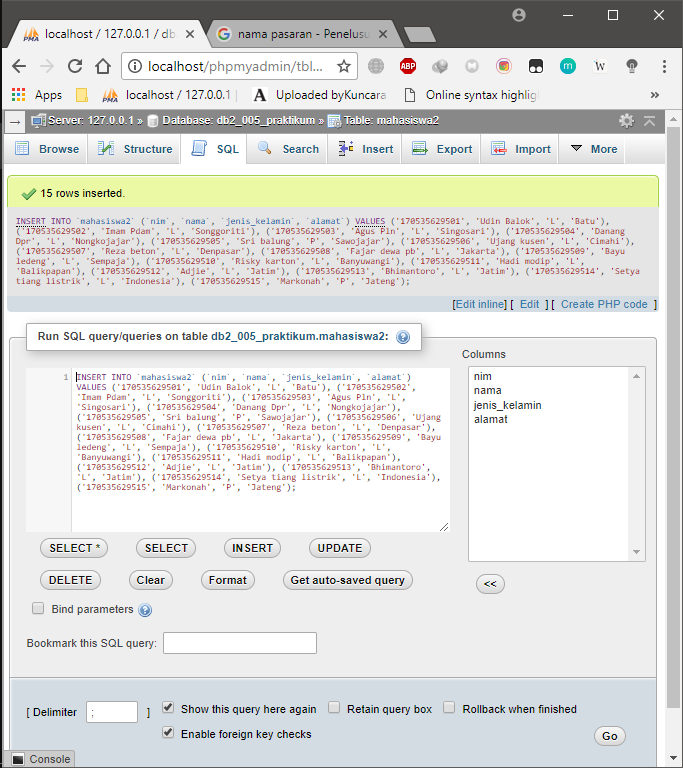 localhost / 127.0.0.1 / db
nama pasaran - Penelusu
localhost/phpmyadmin/tbl...
Apps
localhost / 127.0.0.1 |
Uploaded byKuncara
Online syntax highlig
Server: 127.0.0.1 » Database: db2_005_praktikum » Table: mahasiswa2
Browse Structure SQL Search Insert Export Import More
15 rows inserted.
INSERT INTO `mahasiswa2` (`nim`, `nama`, `jenis_kelamin`, `alamat`) VALUES ('170535629501', 'Udin Balok', 'L', 'Batu'),
('170535629502', 'Imam Pdam', 'L', 'Songgoriti'), ('170535629503', 'Agus Pln', 'L', 'Singosari'), ('170535629504', 'Danang
Dpr', 'L', 'Nongkojajar'), ('170535629505', 'Sri balung', 'P', 'Sawojajar'), ('170535629506', 'Ujang kusen', 'L', 'Cimahi'),
('170535629507', 'Reza beton', 'L', 'Denpasar'), ('170535629508', 'Fajar dewa pb', 'L', 'Jakarta'), ('170535629509', 'Bayu
ledeng', 'L', 'Sempaja'), ('170535629510', 'Risky karton', 'L', 'Banyuwangi'), ('170535629511', 'Hadi modip', 'L',
'Balikpapan'), ('170535629512', 'Adjie', 'L', 'Jatim'), ('170535629513', 'Bhimantoro', 'L', 'Jatim'), ('170535629514', 'Setya
tiang listrik', 'L', 'Indonesia'), ('170535629515', 'Markonah', 'P', 'Jateng');
[Edit inline] [ Edit ] [ Create PHP code ]
Run SQL query/queries on table db2_005_praktikum.mahasiswa2:
Columns
1 INSERT INTO `mahasiswa2` (`nim`, `nama`, `jenis_kelamin`, `alamat`)
VALUES ('170535629501', 'Udin Balok', 'L', 'Batu'), ('170535629502',
'Imam Pdam', 'L', 'Songgoriti'), ('170535629503', 'Agus Pln', 'L',
'Singosari'), ('170535629504', 'Danang Dpr', 'L', 'Nongkojajar'),
('170535629505', 'Sri balung', 'P', 'Sawojajar'), ('170535629506', 'Ujang
kusen', 'L', 'Cimahi'), ('170535629507', 'Reza beton', 'L', 'Denpasar'),
('170535629508', 'Fajar dewa pb', 'L', 'Jakarta'), ('170535629509', 'Bayu
ledeng', 'L', 'Sempaja'), ('170535629510', 'Risky karton', 'L',
'Banyuwangi'), ('170535629511', 'Hadi modip', 'L', 'Balikpapan'),
('170535629512', 'Adjie', 'L', 'Jatim'), ('170535629513', 'Bhimantoro',
'L', 'Jatim'), ('170535629514', 'Setya tiang listrik', 'L', 'Indonesia'),
('170535629515', 'Markonah', 'P', 'Jateng');
nim
nama
jenis_kelamin
alamat
SELECT * SELECT INSERT UPDATE
DELETE Clear Format Get auto-saved query
<<
Bind parameters
Bookmark this SQL query:
[ Delimiter ; ] Show this query here again Retain query box Rollback when finished
Enable foreign key checks
Go
Console